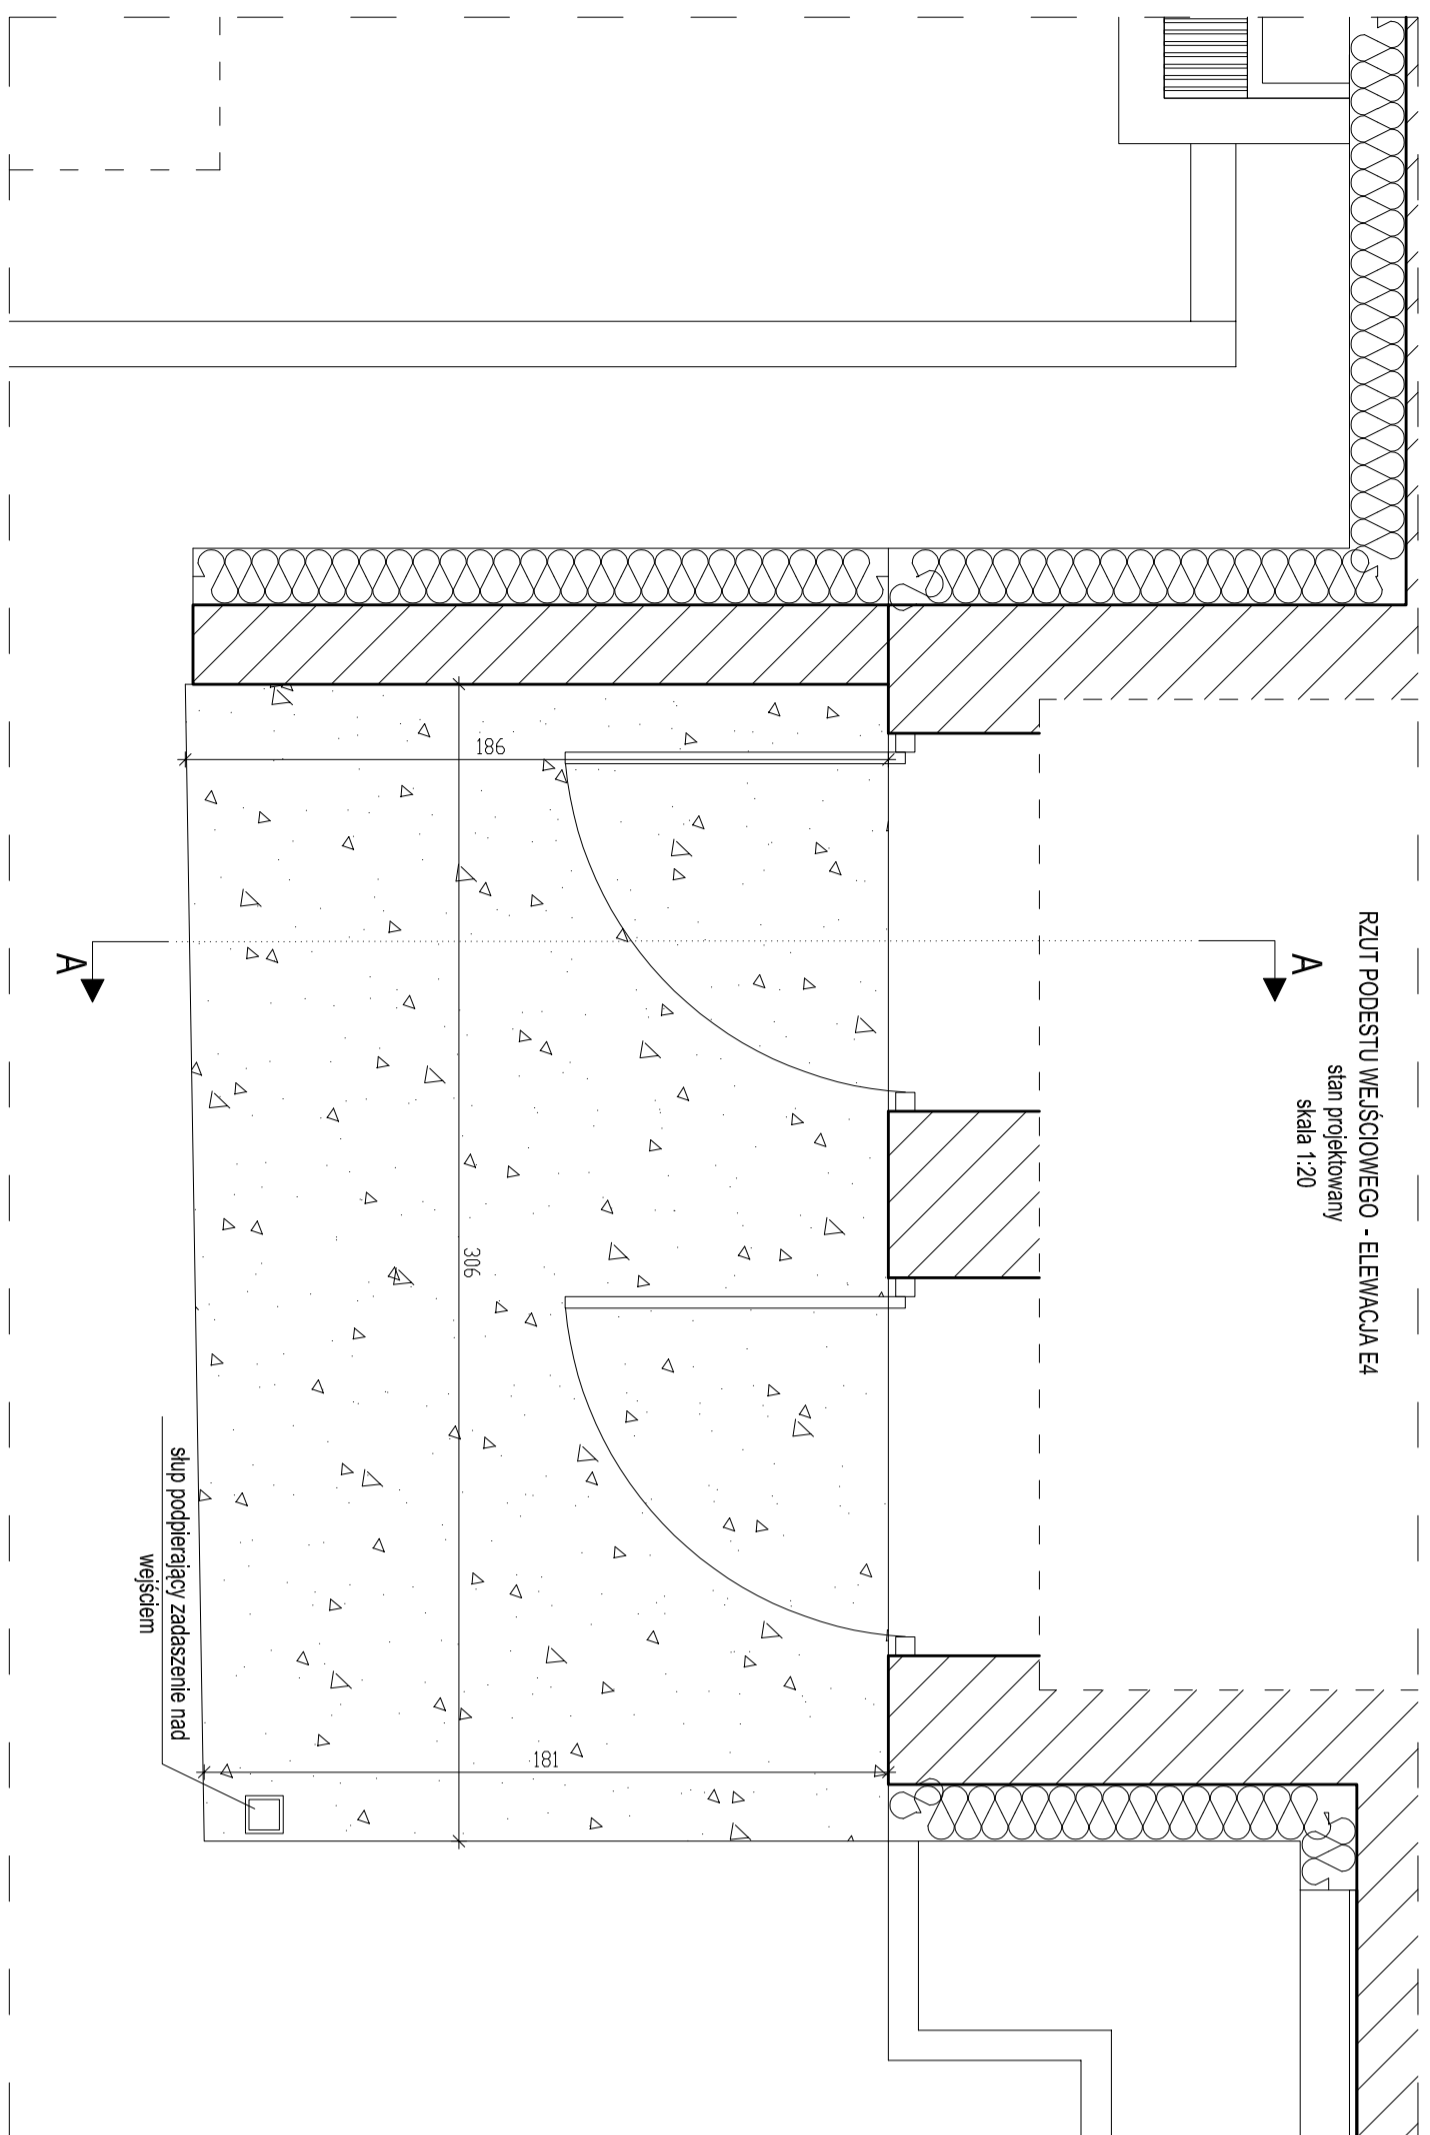 RZUT PODESTU WEJŚCIOWEGO - ELEWACJA E4
stan projektowany
skala 1:20
A
A
186
306
181
słup podpierający zadaszenie nad
wejściem